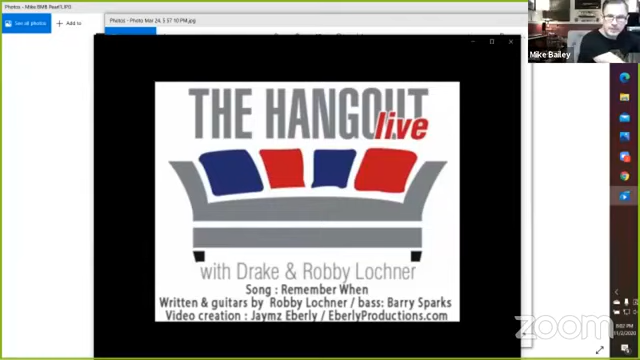 Photos - Mike BMB Pearl1.JPG
See all photos
Add to
Photos - Photo Mar 24, 5 57 10 PM.jpg
Mike Bailey
THE HANGOUT
live
with Drake & Robby Lochner
Song : Remember When
Written & guitars by Robby Lochner / bass: Barry Sparks
Video creation : Jaymz Eberly / EberlyProductions.com
zoom